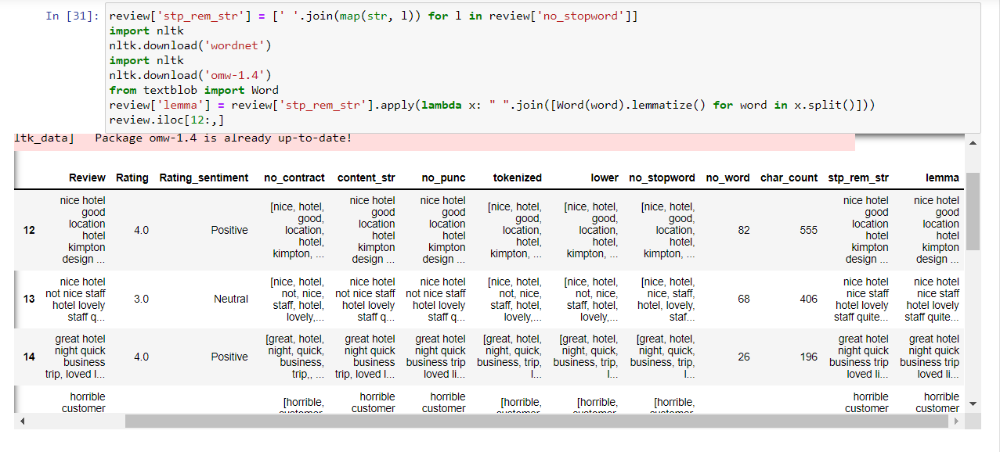 In [31]: review['stp_rem_str'] = [' '.join(map(str, l)) for l in review['no_stopword']]
import nltk
nltk.download('wordnet')
import nltk
nltk.download('omw-1.4')
from textblob import Word
review['lemma'] = review['stp_rem_str'].apply(lambda x: " ".join([Word(word).lemmatize() for word in x.split()]))
review.iloc[12:,]
ltk_data]   Package omw-1.4 is already up-to-date!
Review Rating Rating_sentiment no_contract content_str no_punc tokenized lower no_stopword no_word char_count stp_rem_str lemma
nice hotel nice hotel nice hotel nice hotel nice hotel
good [nice, hotel, good good [nice, hotel, [nice, hotel, [nice, hotel, good good
location good, location location good, good, good, location location
12 hotel 4.0 Positive location, hotel hotel location, location, location, 82 555 hotel hotel
kimpton hotel, kimpton kimpton hotel, hotel, hotel, kimpton kimpton
design ... kimpton, ... design ... design ... kimpton, ... kimpton, ... kimpton, ... design ... design ...
nice hotel [nice, hotel, nice hotel nice hotel [nice, hotel, [nice, hotel, [nice, hotel, nice hotel nice hotel
not nice staff not, nice, not nice staff not nice staff not, nice, not, nice, nice, staff, nice staff nice staff
13 hotel lovely 3.0 Neutral staff, hotel, hotel lovely hotel lovely staff, hotel, staff, hotel, hotel, lovely, 68 406 hotel lovely hotel lovely
staff q... lovely,... staff q... staff q... lovely,... lovely,... staf... staff quite... staff quite...
great hotel [great, hotel, great hotel great hotel [great, hotel, [great, hotel, [great, hotel, great hotel great hotel
night quick night, quick, night quick night quick night, quick, night, quick, night, quick, night quick night quick
14 business 4.0 Positive business, business business trip business, trip, business, trip, business, trip, 26 196 business trip business trip
trip, loved l... trip,, ... trip, loved l... loved li... l... l... l... loved li... loved li...
horrible [horrible, horrible horrible [horrible, [horrible, [horrible, horrible horrible
customer customer, customer customer customer, customer, customer, customer customer